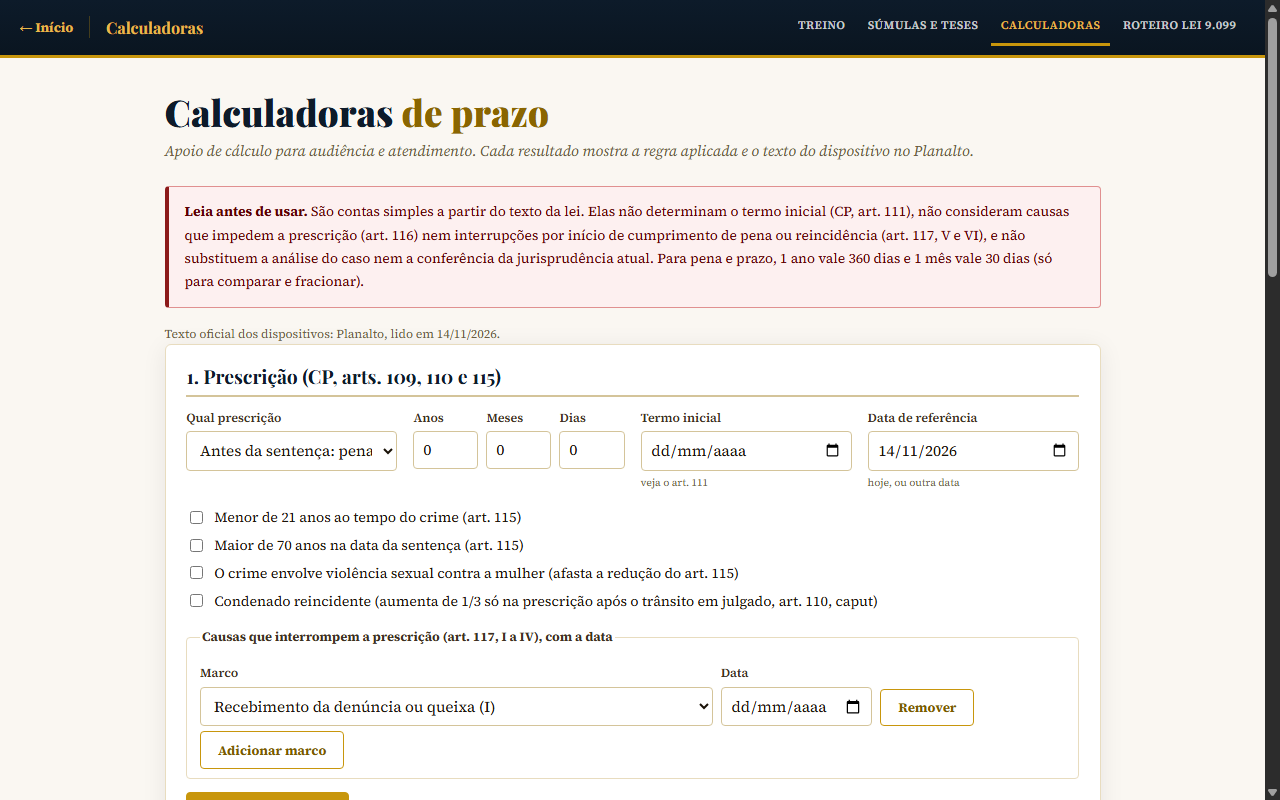 ← Início
Calculadoras
TREINO
SÚMULAS E TESES
CALCULADORAS
ROTEIRO LEI 9.099
Calculadoras de prazo
Apoio de cálculo para audiência e atendimento. Cada resultado mostra a regra aplicada e o texto do dispositivo no Planalto.
Leia antes de usar. São contas simples a partir do texto da lei. Elas não determinam o termo inicial (CP, art. 111), não consideram causas
que impedem a prescrição (art. 116) nem interrupções por início de cumprimento de pena ou reincidência (art. 117, V e VI), e não
substituem a análise do caso nem a conferência da jurisprudência atual. Para pena e prazo, 1 ano vale 360 dias e 1 mês vale 30 dias (só
para comparar e fracionar).
Texto oficial dos dispositivos: Planalto, lido em 14/11/2026.
1. Prescrição (CP, arts. 109, 110 e 115)
Qual prescrição
Anos
Meses
Dias
Termo inicial
Data de referência
Antes da sentença: pena
0
0
0
dd/mm/aaaa
14/11/2026
veja o art. 111
hoje, ou outra data
Menor de 21 anos ao tempo do crime (art. 115)
Maior de 70 anos na data da sentença (art. 115)
O crime envolve violência sexual contra a mulher (afasta a redução do art. 115)
Condenado reincidente (aumenta de 1/3 só na prescrição após o trânsito em julgado, art. 110, caput)
Causas que interrompem a prescrição (art. 117, I a IV), com a data
Marco
Data
Recebimento da denúncia ou queixa (I)
dd/mm/aaaa
Remover
Adicionar marco